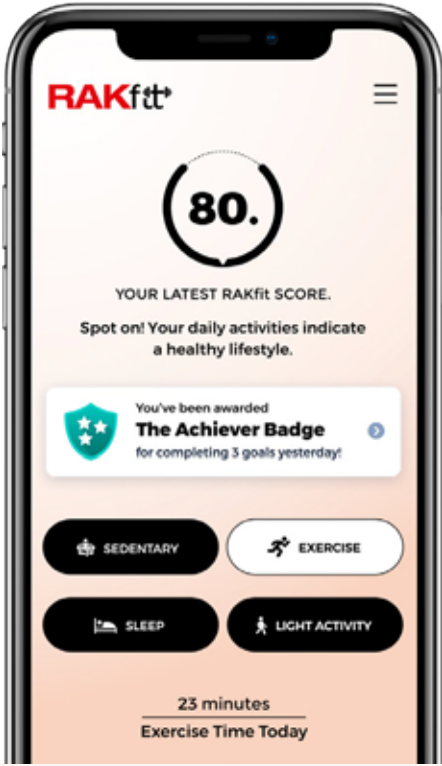 RAKfit
80.
YOUR LATEST RAKfit SCORE.
Spot on! Your daily activities indicate
a healthy lifestyle.
You've been awarded
The Achiever Badge
for completing 3 goals yesterday!
SEDENTARY
EXERCISE
SLEEP
LIGHT ACTIVITY
23 minutes
Exercise Time Today